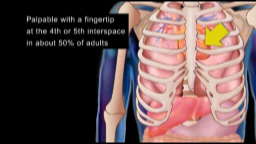 Palpable with a fingertip
at the 4th or 5th interspace
in about 50% of adults